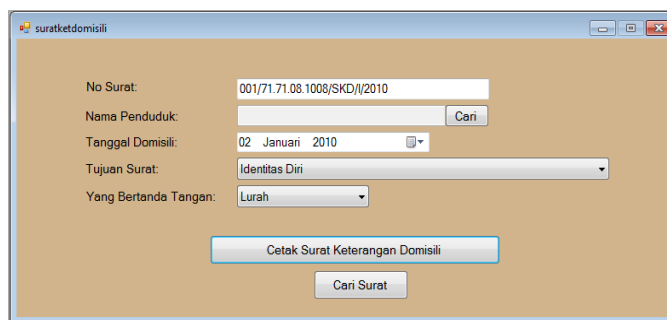 suratketdomisili
No Surat: 001/71.71.08.1008/SKD/I/2010
Nama Penduduk: Cari
Tanggal Domisili: 02 Januari 2010
Tujuan Surat: Identitas Diri
Yang Bertanda Tangan: Lurah
Cetak Surat Keterangan Domisili
Cari Surat